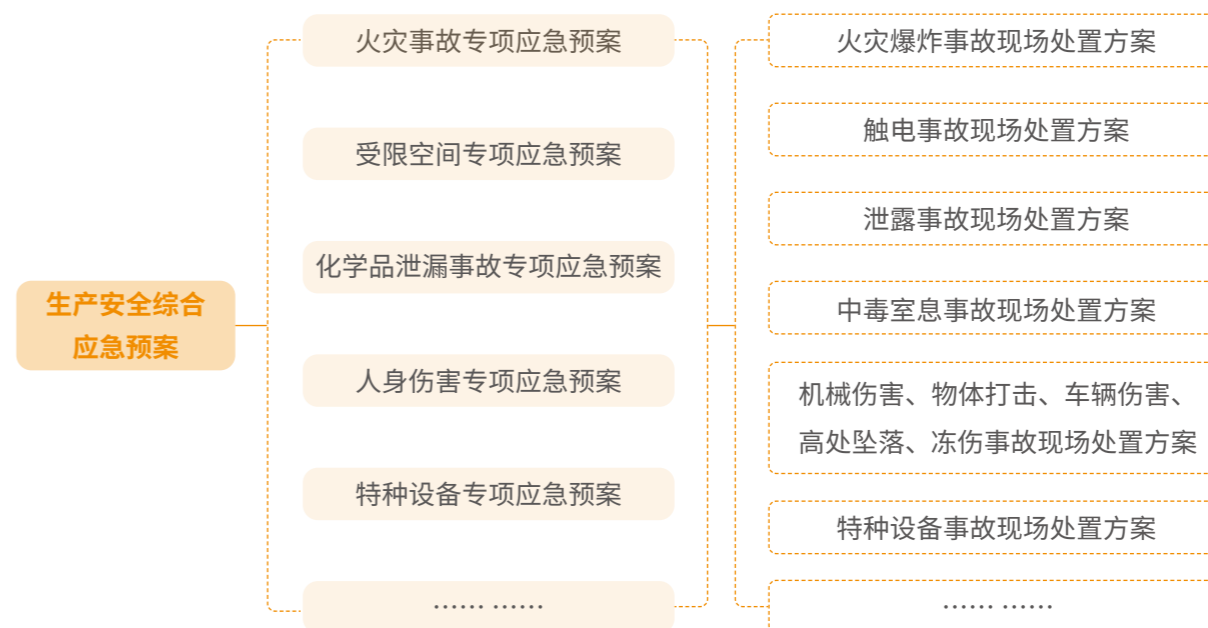 生产安全综合
应急预案
火灾事故专项应急预案
受限空间专项应急预案
化学品泄漏事故专项应急预案
人身伤害专项应急预案
特种设备专项应急预案
…… ……
火灾爆炸事故现场处置方案
触电事故现场处置方案
泄露事故现场处置方案
中毒室息事故现场处置方案
机械伤害、物体打击、车辆伤害、
高处坠落、冻伤事故现场处置方案
特种设备事故现场处置方案
…… ……